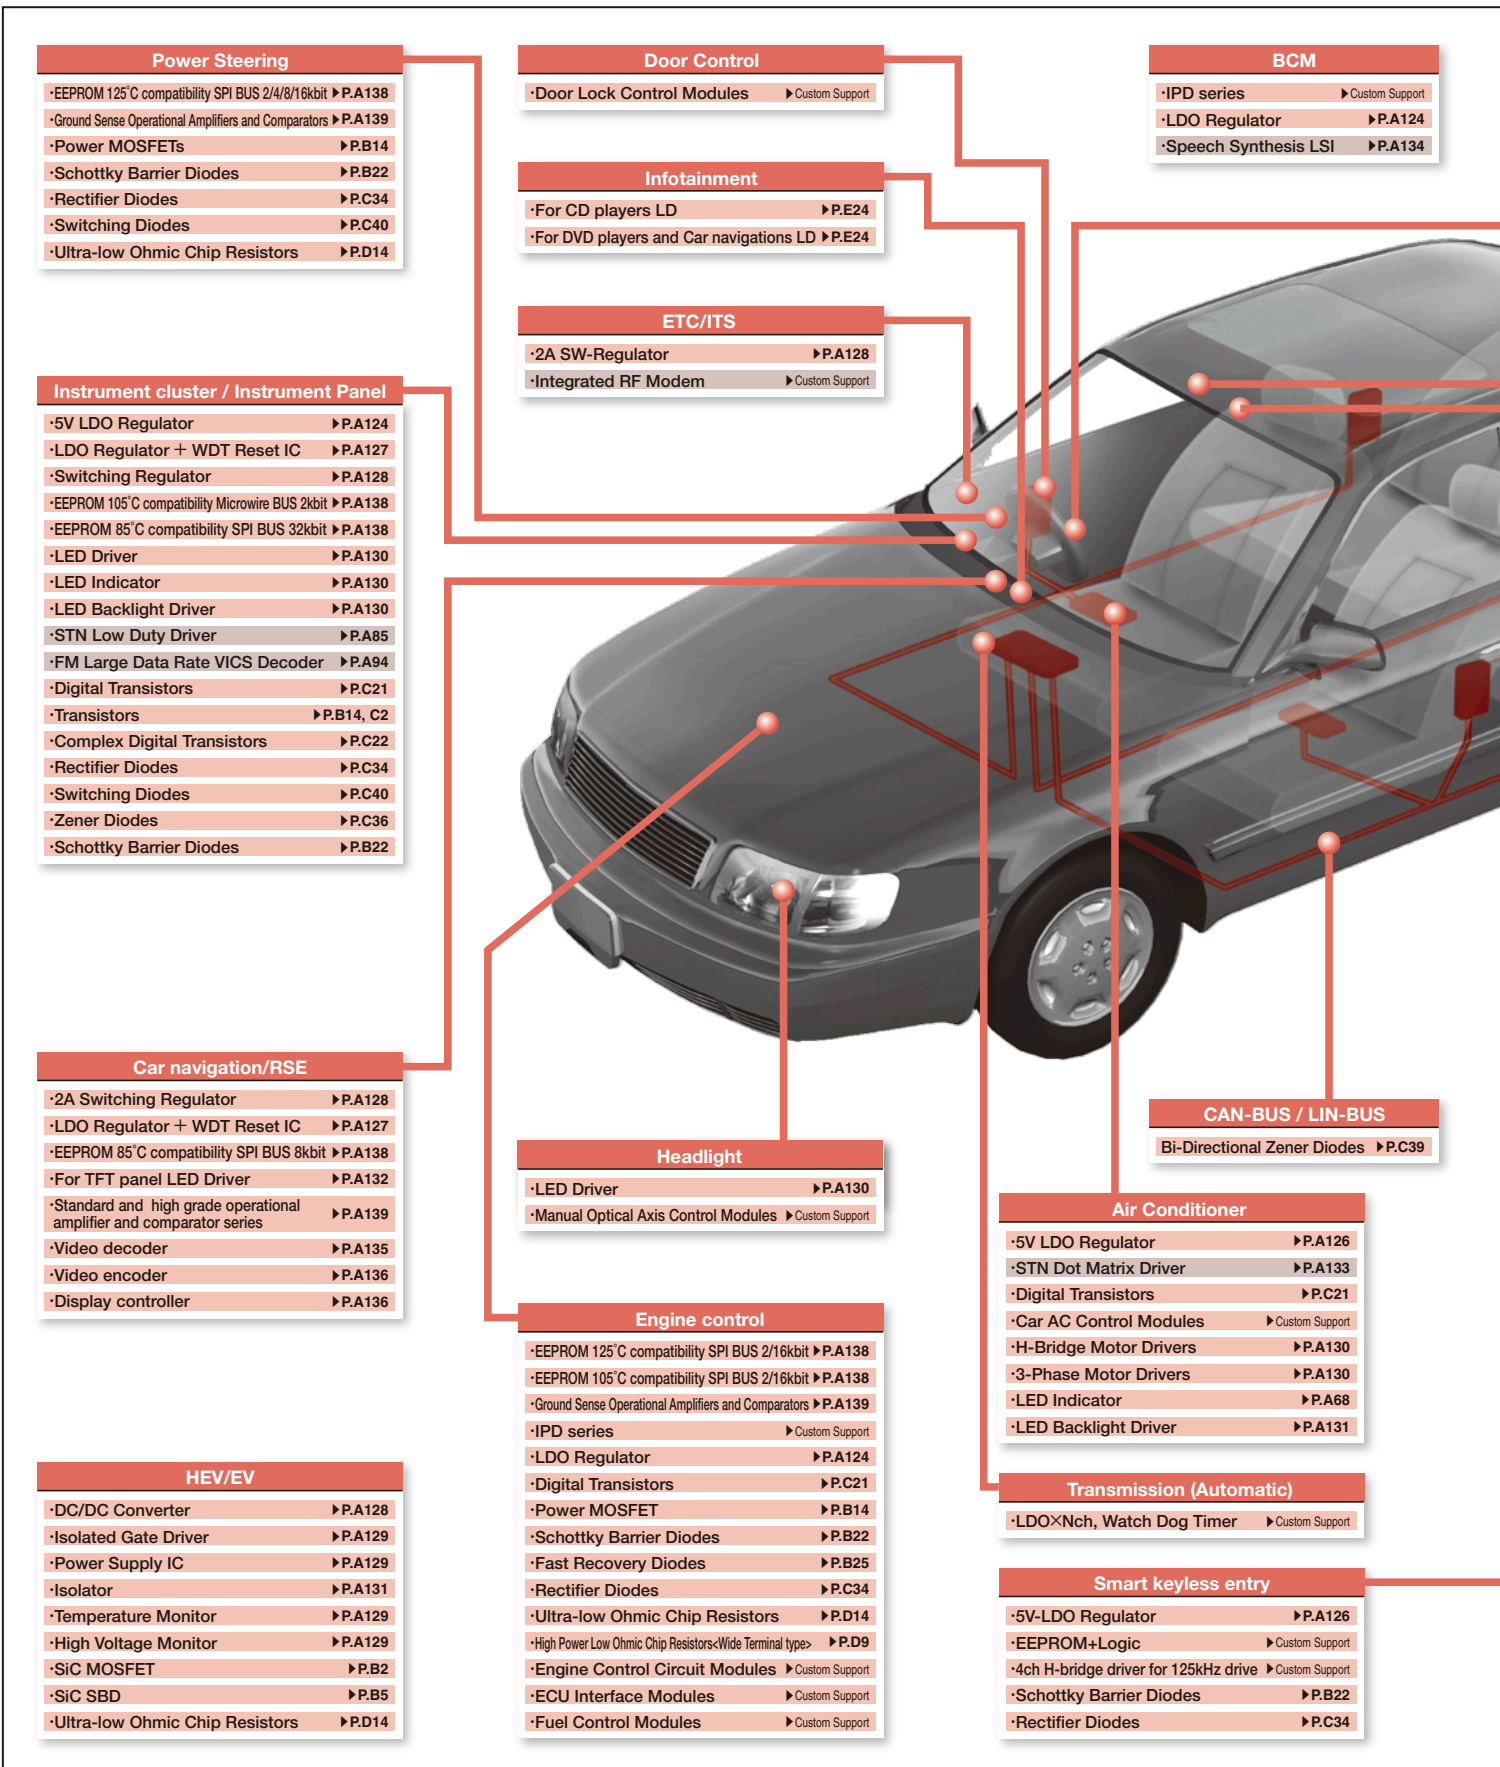 Power Steering
·EEPROM 125°C compatibility SPI BUS 2/4/8/16kbit ▶P.A138
·Ground Sense Operational Amplifiers and Comparators ▶P.A139
·Power MOSFETs ▶P.B14
·Schottky Barrier Diodes ▶P.B22
·Rectifier Diodes ▶P.C34
·Switching Diodes ▶P.C40
·Ultra-low Ohmic Chip Resistors ▶P.D14
Instrument cluster / Instrument Panel
·5V LDO Regulator ▶P.A124
·LDO Regulator + WDT Reset IC ▶P.A127
·Switching Regulator ▶P.A128
·EEPROM 105°C compatibility Microwire BUS 2kbit ▶P.A138
·EEPROM 85°C compatibility SPI BUS 32kbit ▶P.A138
·LED Driver ▶P.A130
·LED Indicator ▶P.A130
·LED Backlight Driver ▶P.A130
·STN Low Duty Driver ▶P.A85
·FM Large Data Rate VICS Decoder ▶P.A94
·Digital Transistors ▶P.C21
·Transistors ▶P.B14, C2
·Complex Digital Transistors ▶P.C22
·Rectifier Diodes ▶P.C34
·Switching Diodes ▶P.C40
·Zener Diodes ▶P.C36
·Schottky Barrier Diodes ▶P.B22
Car navigation/RSE
·2A Switching Regulator ▶P.A128
·LDO Regulator + WDT Reset IC ▶P.A127
·EEPROM 85°C compatibility SPI BUS 8kbit ▶P.A138
·For TFT panel LED Driver ▶P.A132
·Standard and high grade operational
amplifier and comparator series ▶P.A139
·Video decoder ▶P.A135
·Video encoder ▶P.A136
·Display controller ▶P.A136
HEV/EV
·DC/DC Converter ▶P.A128
·Isolated Gate Driver ▶P.A129
·Power Supply IC ▶P.A129
·Isolator ▶P.A131
·Temperature Monitor ▶P.A129
·High Voltage Monitor ▶P.A129
·SiC MOSFET ▶P.B2
·SiC SBD ▶P.B5
·Ultra-low Ohmic Chip Resistors ▶P.D14
Door Control
·Door Lock Control Modules ▶Custom Support
Infotainment
·For CD players LD ▶P.E24
·For DVD players and Car navigations LD ▶P.E24
ETC/ITS
·2A SW-Regulator ▶P.A128
·Integrated RF Modem ▶Custom Support
Headlight
·LED Driver ▶P.A130
·Manual Optical Axis Control Modules ▶Custom Support
Engine control
·EEPROM 125°C compatibility SPI BUS 2/16kbit ▶P.A138
·EEPROM 105°C compatibility SPI BUS 2/16kbit ▶P.A138
·Ground Sense Operational Amplifiers and Comparators ▶P.A139
·IPD series ▶Custom Support
·LDO Regulator ▶P.A124
·Digital Transistors ▶P.C21
·Power MOSFET ▶P.B14
·Schottky Barrier Diodes ▶P.B22
·Fast Recovery Diodes ▶P.B25
·Rectifier Diodes ▶P.C34
·Ultra-low Ohmic Chip Resistors ▶P.D14
·High Power Low Ohmic Chip Resistors<Wide Terminal type> ▶P.D9
·Engine Control Circuit Modules ▶Custom Support
·ECU Interface Modules ▶Custom Support
·Fuel Control Modules ▶Custom Support
BCM
·IPD series ▶Custom Support
·LDO Regulator ▶P.A124
·Speech Synthesis LSI ▶P.A134
CAN-BUS / LIN-BUS
Bi-Directional Zener Diodes ▶P.C39
Air Conditioner
·5V LDO Regulator ▶P.A126
·STN Dot Matrix Driver ▶P.A133
·Digital Transistors ▶P.C21
·Car AC Control Modules ▶Custom Support
·H-Bridge Motor Drivers ▶P.A130
·3-Phase Motor Drivers ▶P.A130
·LED Indicator ▶P.A68
·LED Backlight Driver ▶P.A131
Transmission (Automatic)
·LDO×Nch, Watch Dog Timer ▶Custom Support
Smart keyless entry
·5V-LDO Regulator ▶P.A126
·EEPROM+Logic ▶Custom Support
·4ch H-bridge driver for 125kHz drive ▶Custom Support
·Schottky Barrier Diodes ▶P.B22
·Rectifier Diodes ▶P.C34